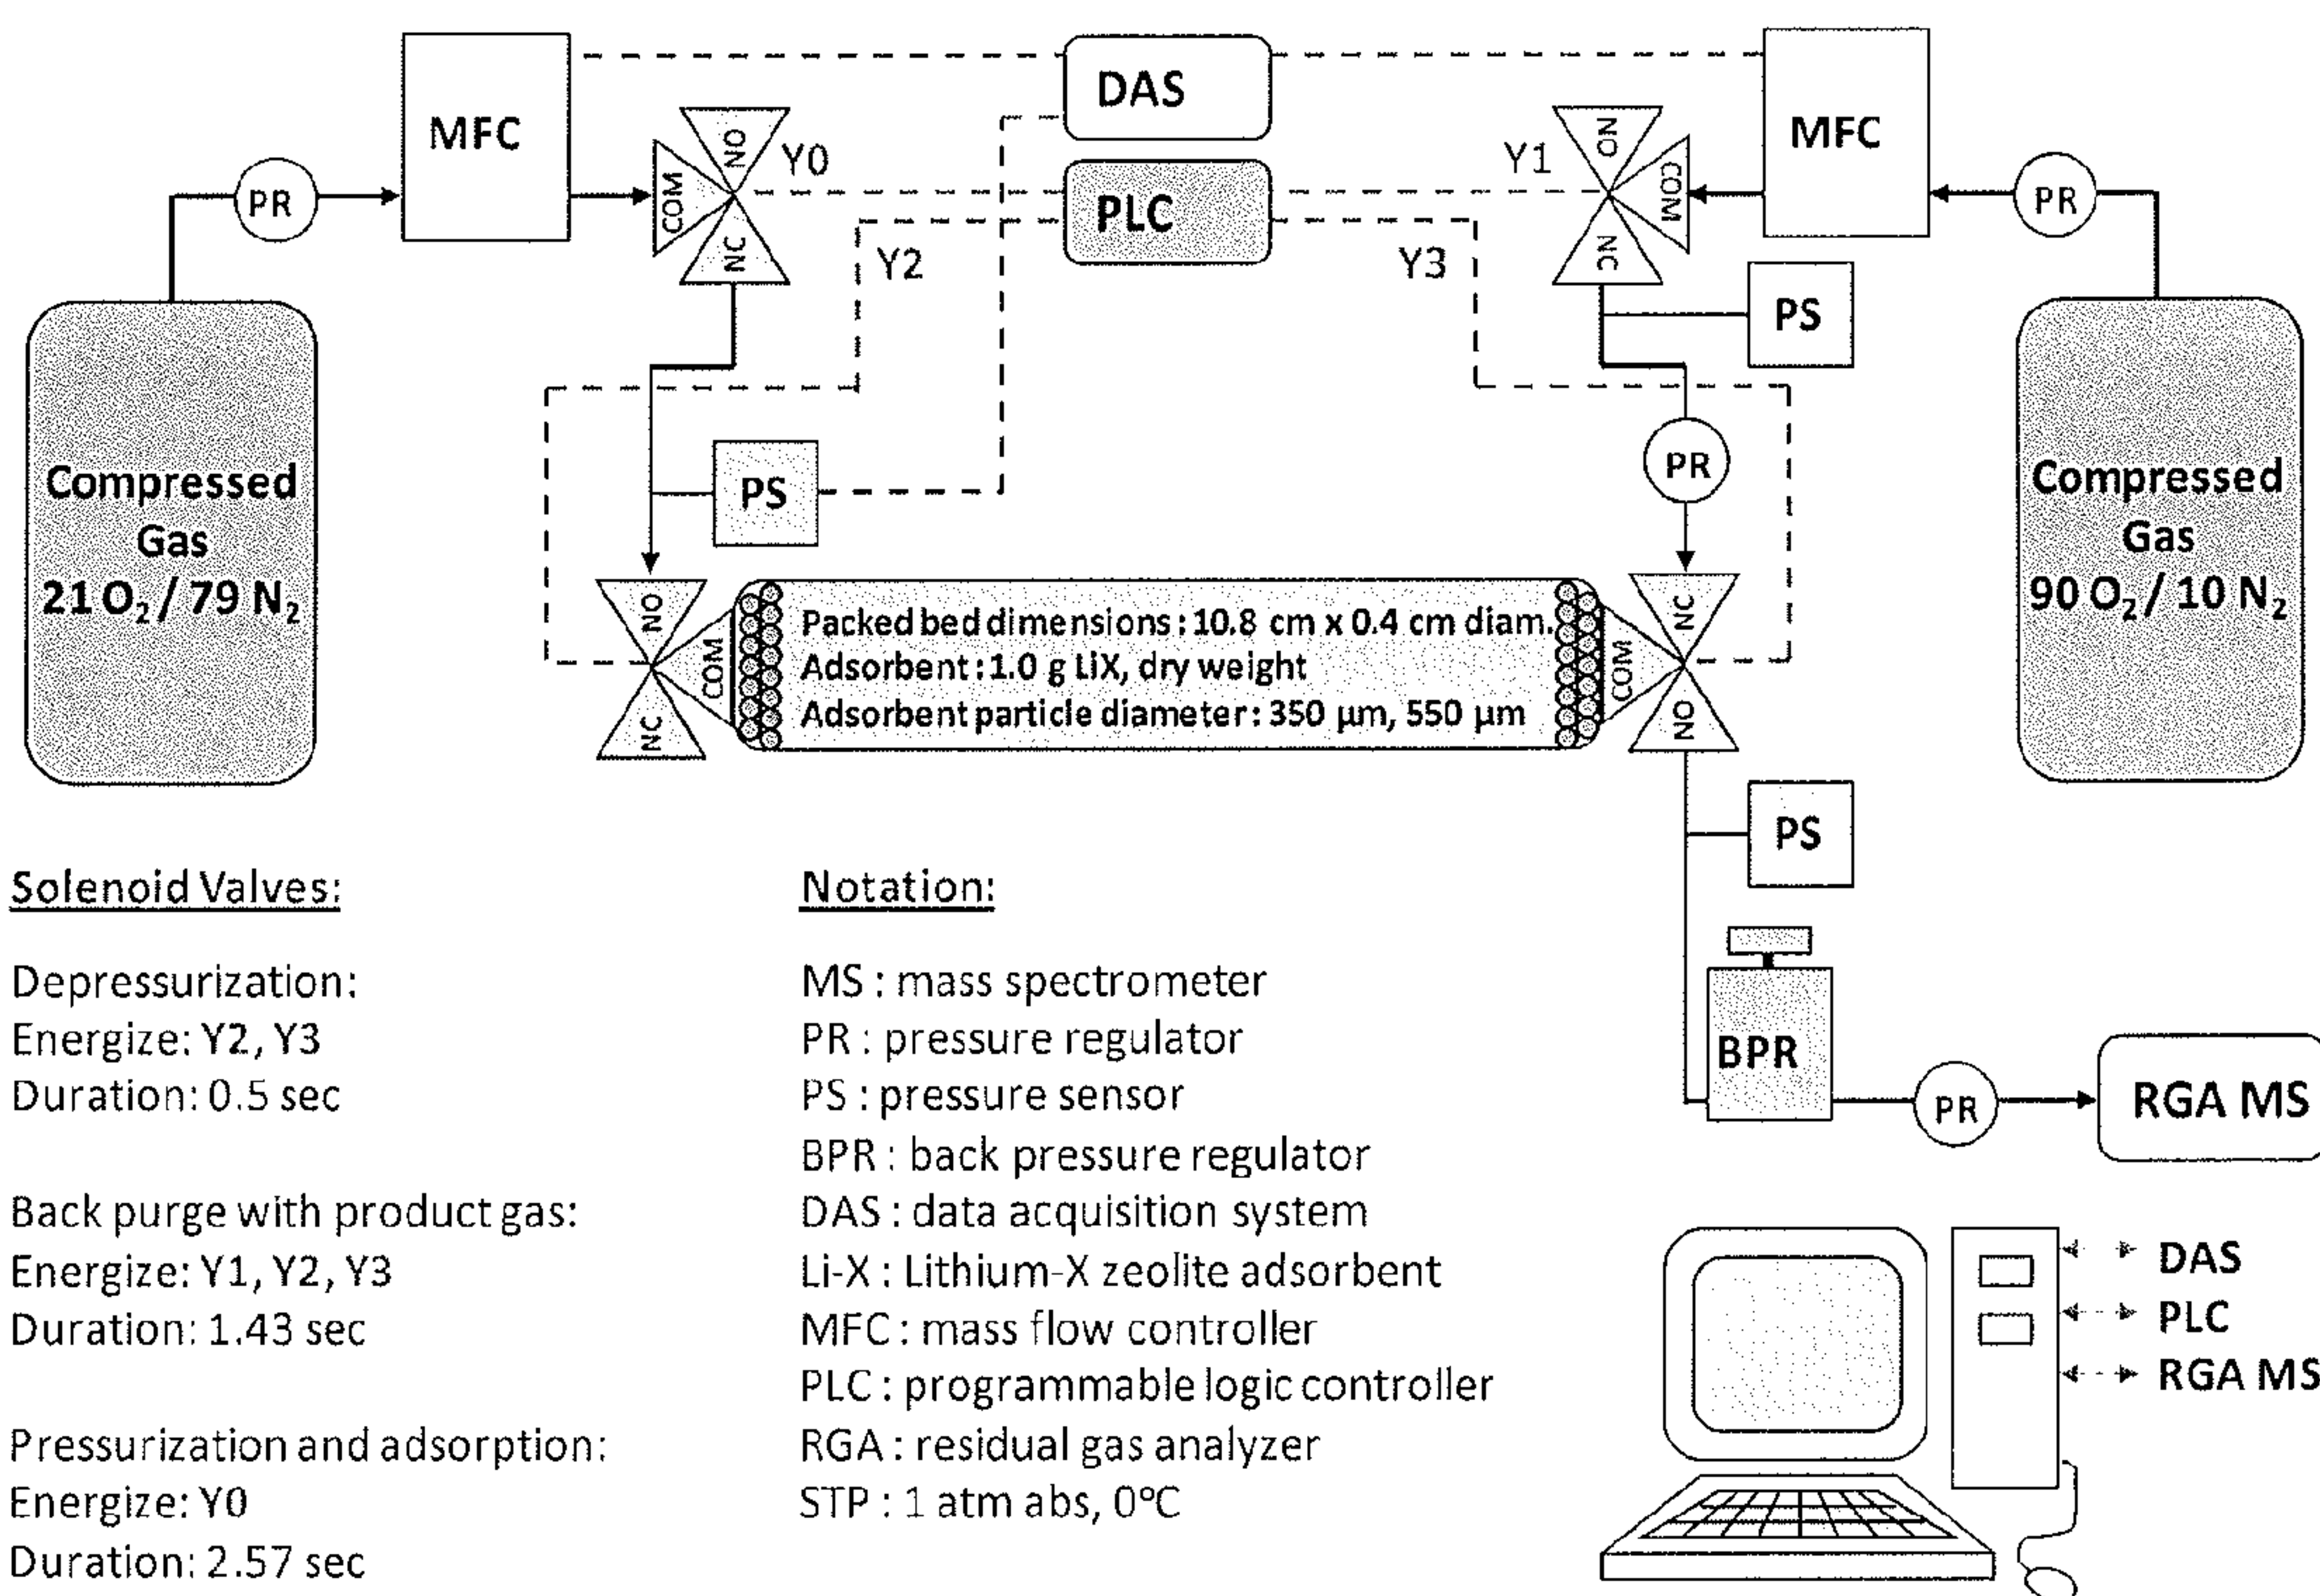 MFC
DAS
MFC
NO
COM
NC
Y0
PLC
Y1
NO
COM
NC
PR
PR
Y2
Y3
PS
Compressed
Gas
21 O₂ / 79 N₂
PS
PR
Compressed
Gas
90 O₂ / 10 N₂
NO
COM
NC
Packed bed dimensions : 10.8 cm x 0.4 cm diam.
Adsorbent : 1.0 g LiX, dry weight
Adsorbent particle diameter : 350 µm, 550 µm
NC
COM
NO
PS
BPR
PR
RGA MS
Solenoid Valves:
Depressurization:
Energize: Y2, Y3
Duration: 0.5 sec
Back purge with product gas:
Energize: Y1, Y2, Y3
Duration: 1.43 sec
Pressurization and adsorption:
Energize: Y0
Duration: 2.57 sec
Notation:
MS : mass spectrometer
PR : pressure regulator
PS : pressure sensor
BPR : back pressure regulator
DAS : data acquisition system
Li-X : Lithium-X zeolite adsorbent
MFC : mass flow controller
PLC : programmable logic controller
RGA : residual gas analyzer
STP : 1 atm abs, 0°C
DAS
PLC
RGA MS